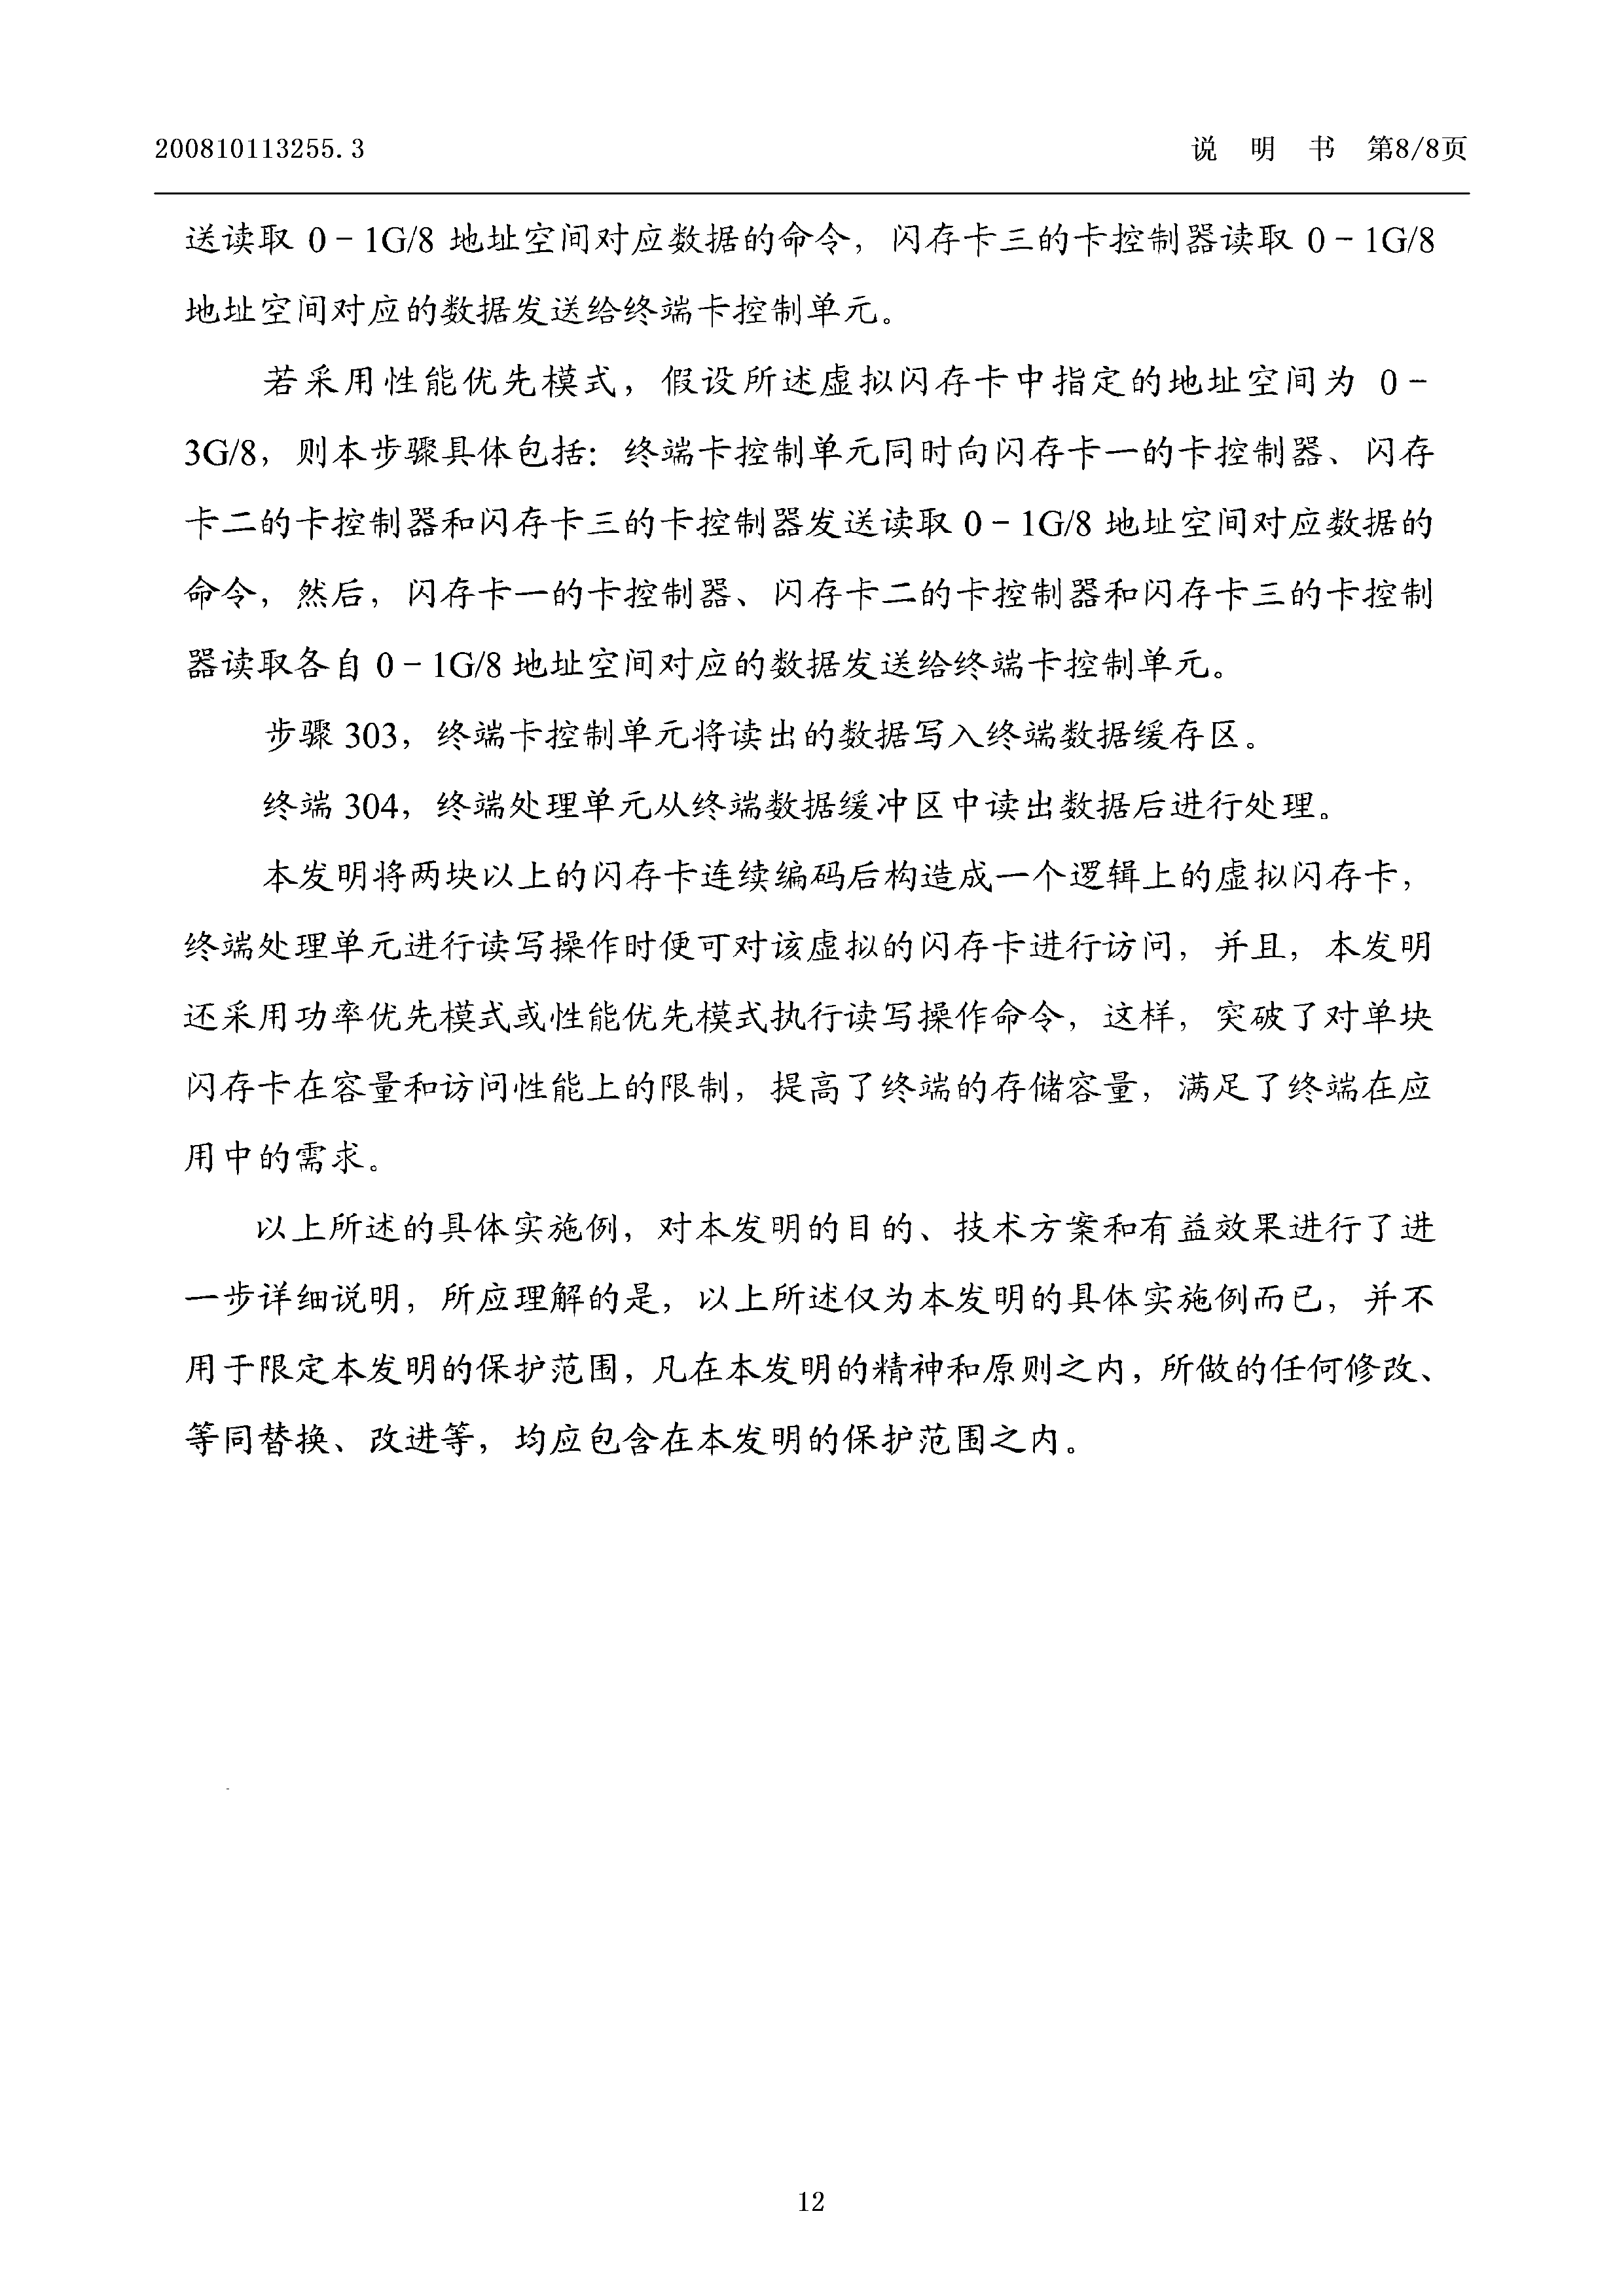 200810113255.3
说 明 书 第8/8页
送读取 0－1G/8 地址空间对应数据的命令，闪存卡三的卡控制器读取 0－1G/8
地址空间对应的数据发送给终端卡控制单元。
若采用性能优先模式，假设所述虚拟闪存卡中指定的地址空间为 0－
3G/8，则本步骤具体包括：终端卡控制单元同时向闪存卡一的卡控制器、闪存
卡二的卡控制器和闪存卡三的卡控制器发送读取 0－1G/8 地址空间对应数据的
命令，然后，闪存卡一的卡控制器、闪存卡二的卡控制器和闪存卡三的卡控制
器读取各自 0－1G/8 地址空间对应的数据发送给终端卡控制单元。
步骤 303，终端卡控制单元将读出的数据写入终端数据缓存区。
终端 304，终端处理单元从终端数据缓冲区中读出数据后进行处理。
本发明将两块以上的闪存卡连续编码后构造成一个逻辑上的虚拟闪存卡，
终端处理单元进行读写操作时便可对该虚拟的闪存卡进行访问，并且，本发明
还采用功率优先模式或性能优先模式执行读写操作命令，这样，突破了对单块
闪存卡在容量和访问性能上的限制，提高了终端的存储容量，满足了终端在应
用中的需求。
以上所述的具体实施例，对本发明的目的、技术方案和有益效果进行了进
一步详细说明，所应理解的是，以上所述仅为本发明的具体实施例而已，并不
用于限定本发明的保护范围，凡在本发明的精神和原则之内，所做的任何修改、
等同替换、改进等，均应包含在本发明的保护范围之内。
12